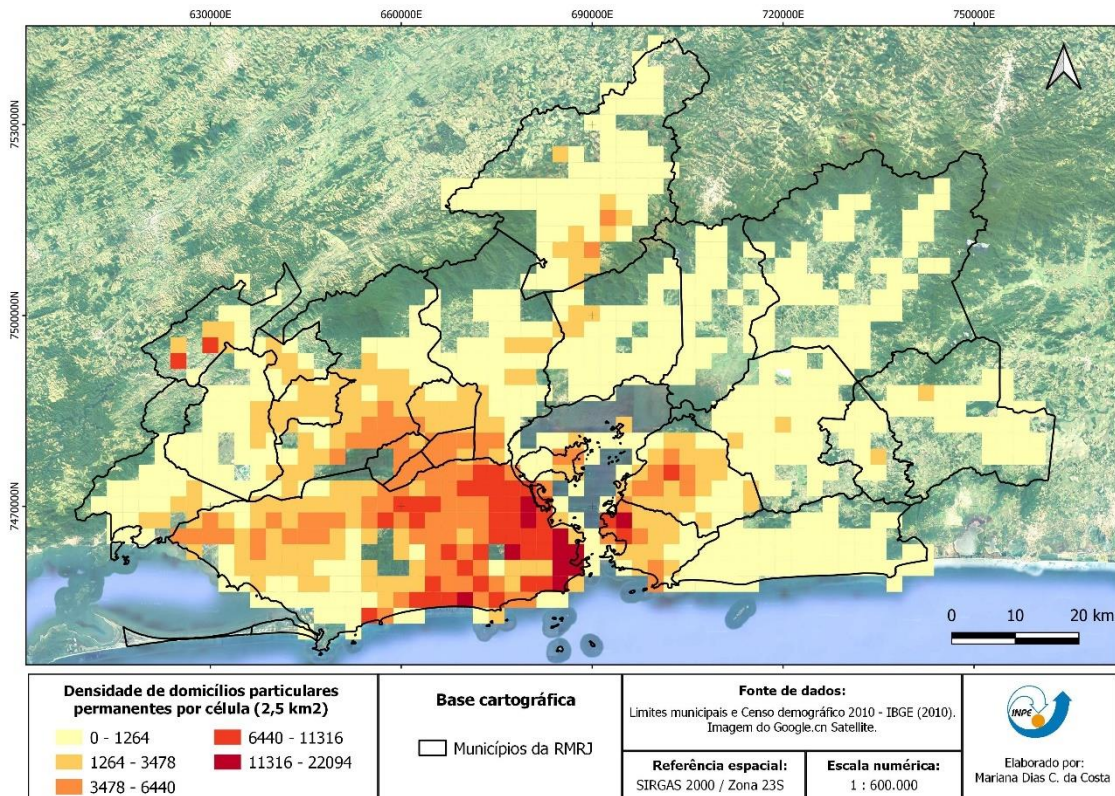 630000E 660000E 6900000E 720000E 750000E
7530000N
7500000N
7470000N
0 10 20 km
Densidade de domicílios particulares
permanentes por célula (2,5 km2)
0 - 1264
1264 - 3478
3478 - 6440
6440 - 11316
11316 - 22094
Base cartográfica
Municípios da RMRJ
Fonte de dados:
Limites municipais e Censo demográfico 2010 - IBGE (2010).
Imagem do Google.cn Satellite.
Referência espacial:
SIRGAS 2000 / Zona 23S
Escala numérica:
1 : 600.000
INPE
Elaborado por:
Mariana Dias C. da Costa